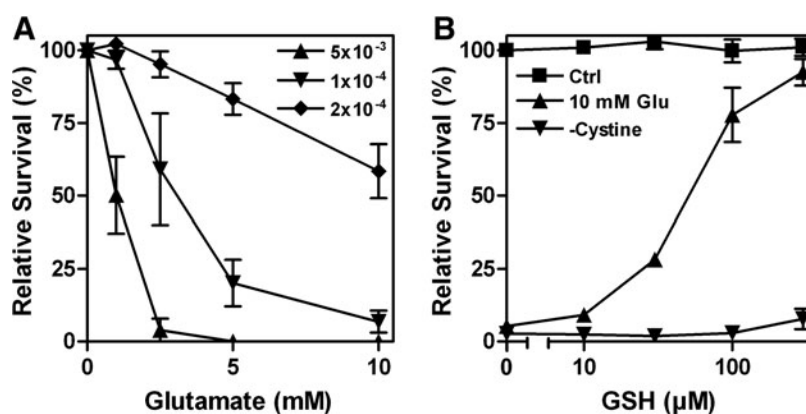 A
Relative Survival (%)
100
75
50
25
0
5x10⁻³
1x10⁻⁴
2x10⁻⁴
0
5
10
Glutamate (mM)
B
Relative Survival (%)
100
75
50
25
0
Ctrl
10 mM Glu
-Cystine
0
10
100
GSH (µM)